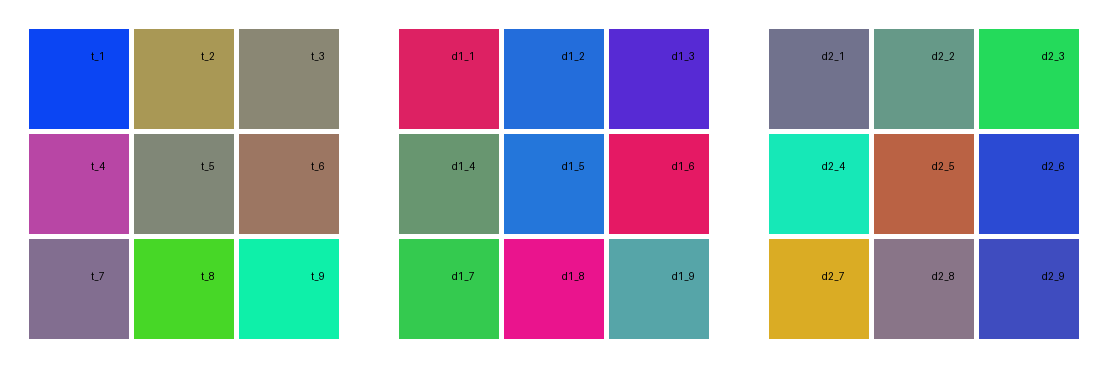 t_1 t_2 t_3 d1_1 d1_2 d1_3 d2_1 d2_2 d2_3
t_4 t_5 t_6 d1_4 d1_5 d1_6 d2_4 d2_5 d2_6
t_7 t_8 t_9 d1_7 d1_8 d1_9 d2_7 d2_8 d2_9